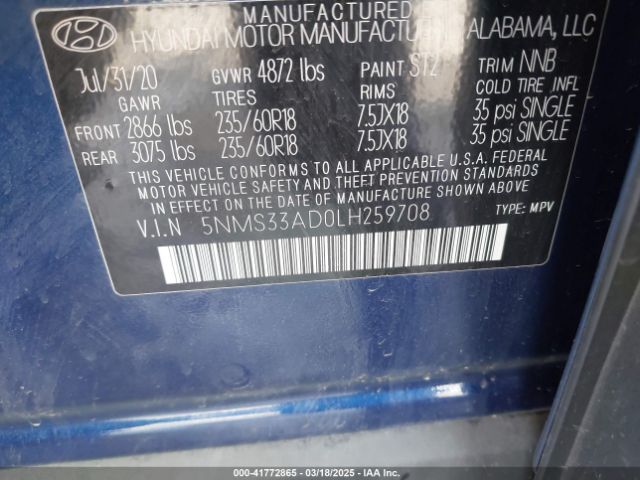 MANUFACTURED
HYUNDAI MOTOR MANUFACTURING ALABAMA, LLC
Jul/31/20 GVWR 4872 lbs PAINT ST2 TRIM NNB
GAWR TIRES RIMS COLD TIRE INFL
FRONT 2866 lbs 235/60R18 7.5JX18 35 psi SINGLE
REAR 3075 lbs 235/60R18 7.5JX18 35 psi SINGLE
THIS VEHICLE CONFORMS TO ALL APPLICABLE U.S.A. FEDERAL
MOTOR VEHICLE SAFETY AND THEFT PREVENTION STANDARDS
IN EFFECT ON THE DATE OF MANUFACTURE SHOWN ABOVE.
V.I.N 5NMS33AD0LH259708 TYPE: MPV
000-41772865 - 03/18/2025 - IAA Inc.